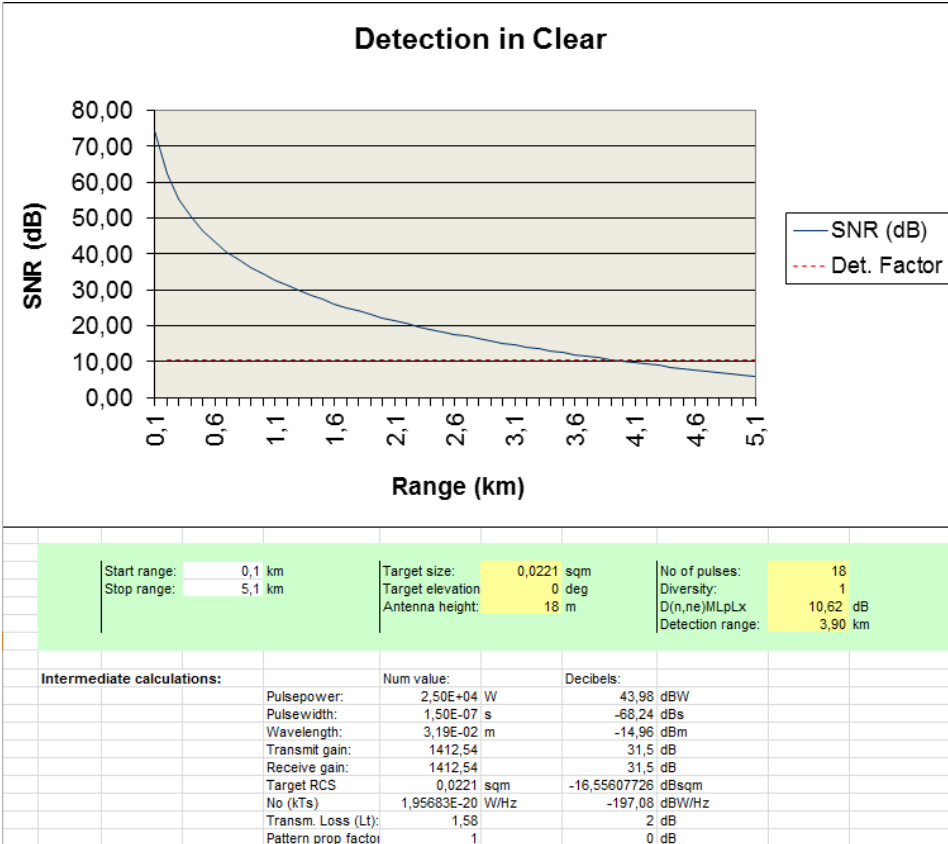 Detection in Clear
80,00
70,00
60,00
50,00
40,00
30,00
20,00
10,00
0,00
SNR (dB)
0,1 0,6 1,1 1,6 2,1 2,6 3,1 3,6 4,1 4,6 5,1
Range (km)
SNR (dB)
Det. Factor
Start range: 0,1 km Target size: 0,0221 sqm No of pulses: 18
Stop range: 5,1 km Target elevation 0 deg Diversity: 1
Antenna height: 18 m D(n,ne)MLpLx 10,62 dB
Detection range: 3,90 km
Intermediate calculations: Num value: Decibels:
Pulsepower: 2,50E+04 W 43,98 dBW
Pulsewidth: 1,50E-07 s -68,24 dBs
Wavelength: 3,19E-02 m -14,96 dBm
Transmit gain: 1412,54 31,5 dB
Receive gain: 1412,54 31,5 dB
Target RCS 0,0221 sqm -16,55607726 dBsqm
No (kTs) 1,95683E-20 W/Hz -197,08 dBW/Hz
Transm. Loss (Lt): 1,58 2 dB
Pattern prop factor 1 0 dB